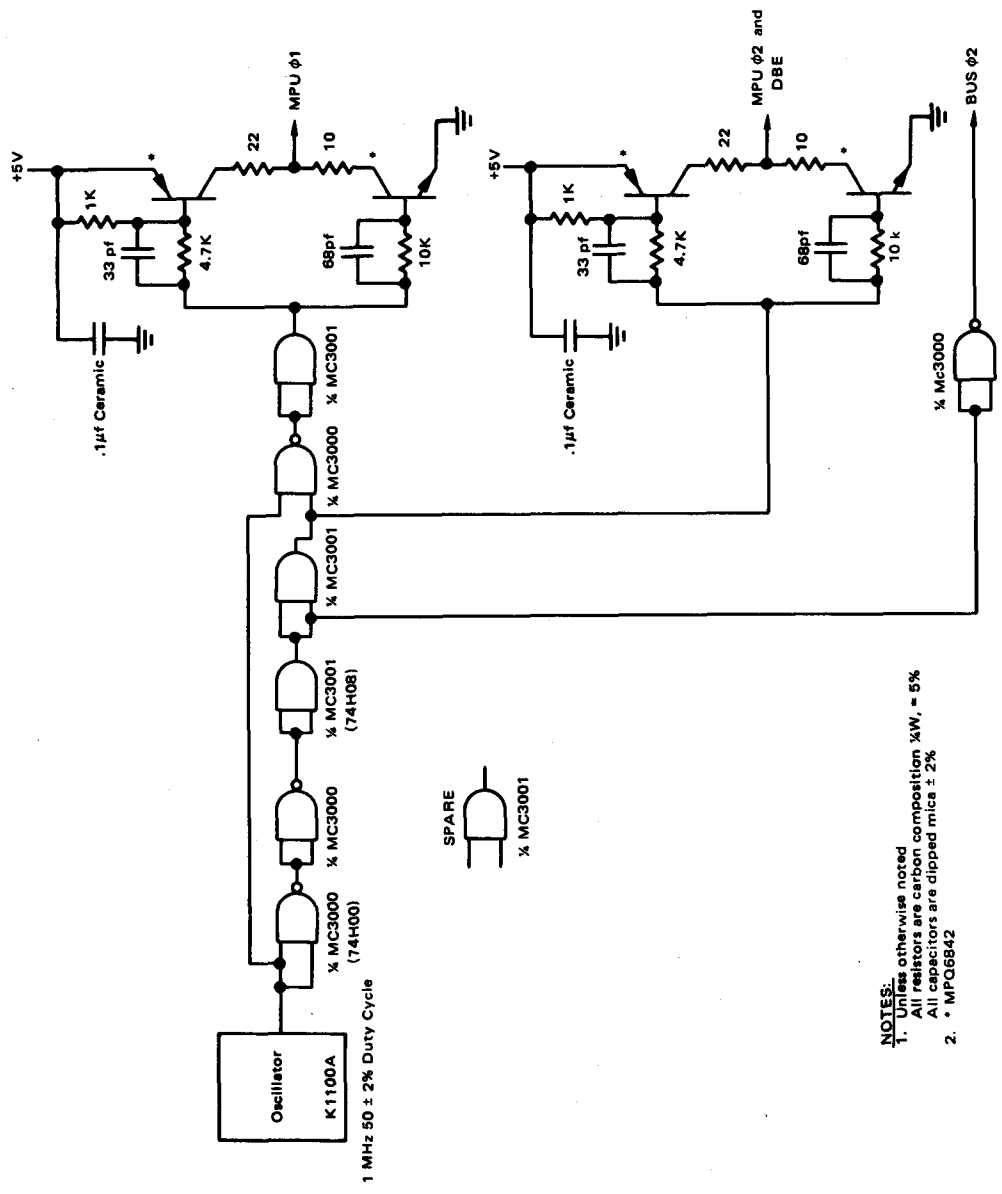 +5V
.1µf Ceramic
1K
33 pf
4.7K
*
22
MPU ϕ1
10
*
68pf
10K
Oscillator
K1100A
1 MHz 50 ± 2% Duty Cycle
¼ MC3000
(74H00)
¼ MC3000
¼ MC3001
(74H08)
¼ MC3001
¼ MC3000
¼ MC3001
+5V
.1µf Ceramic
1K
33 pf
4.7K
*
22
MPU ϕ2 and
DBE
10
*
68pf
10 k
¼ Mc3000
BUS ϕ2
SPARE
¼ MC3001
NOTES:
1. Unless otherwise noted
All resistors are carbon composition ¼W, = 5%
All capacitors are dipped mica ± 2%
2. * MPQ6842